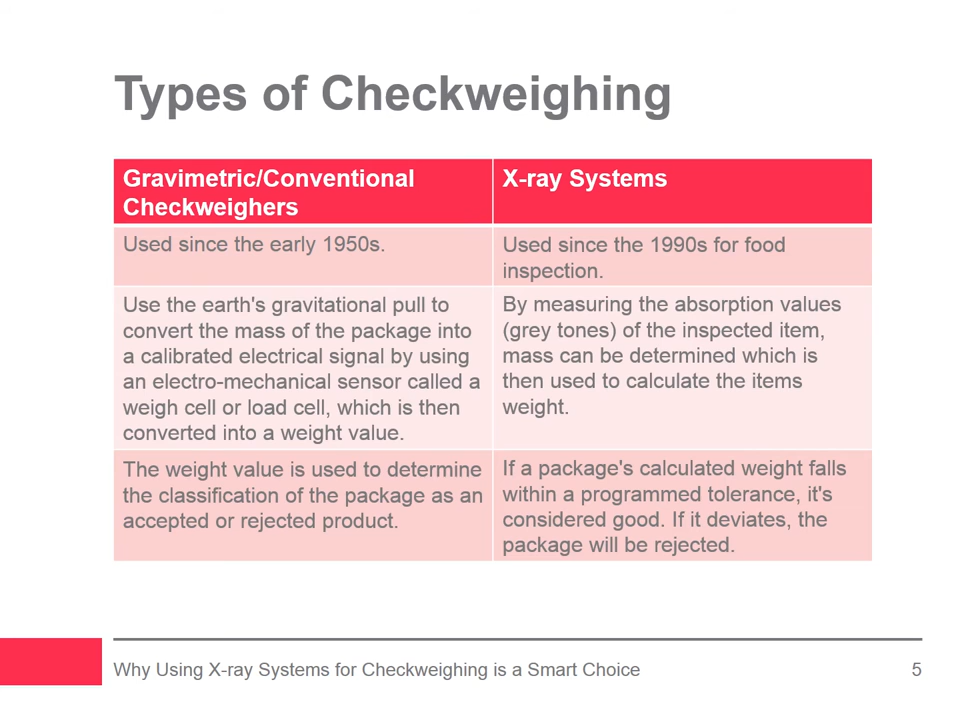 Types of Checkweighing
Gravimetric/Conventional
Checkweighers
X-ray Systems
Used since the early 1950s.
Used since the 1990s for food
inspection.
Use the earth's gravitational pull to
convert the mass of the package into
a calibrated electrical signal by using
an electro-mechanical sensor called a
weigh cell or load cell, which is then
converted into a weight value.
By measuring the absorption values
(grey tones) of the inspected item,
mass can be determined which is
then used to calculate the items
weight.
The weight value is used to determine
the classification of the package as an
accepted or rejected product.
If a package's calculated weight falls
within a programmed tolerance, it's
considered good. If it deviates, the
package will be rejected.
Why Using X-ray Systems for Checkweighing is a Smart Choice
5